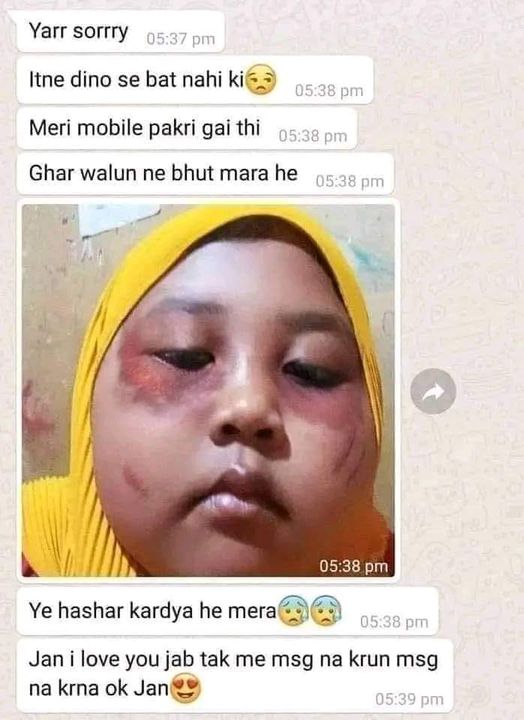 Yarr sorrry 05:37 pm
Itne dino se bat nahi ki😒 05:38 pm
Meri mobile pakri gai thi 05:38 pm
Ghar walun ne bhut mara he 05:38 pm
05:38 pm
Ye hashar kardya he mera😰😰 05:38 pm
Jan i love you jab tak me msg na krun msg
na krna ok Jan😍 05:39 pm